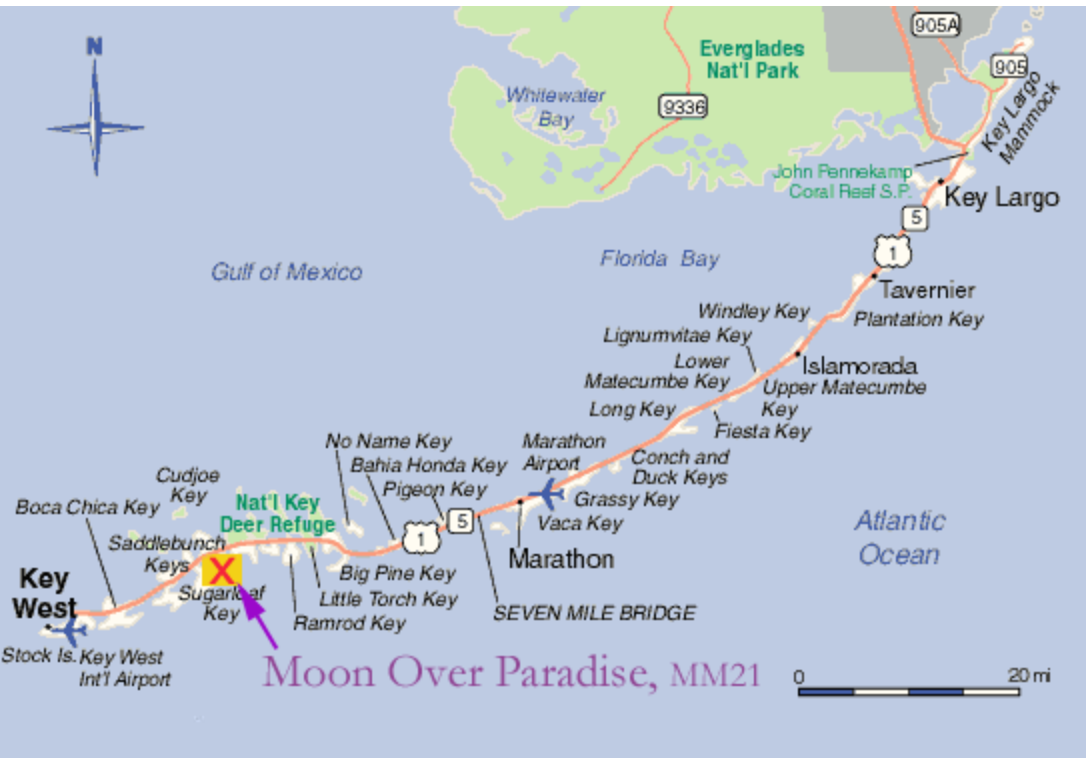 N
905A
Everglades
Nat'l Park
905
Whitewater
Bay
9336
Key Largo
Mammock
John Pennekamp
Coral Reef S.P.
Key Largo
5
1
Gulf of Mexico
Florida Bay
Tavernier
Windley Key
Plantation Key
Lignumvitae Key
Lower
Matecumbe Key
Islamorada
Upper Matecumbe
Key
Long Key
Fiesta Key
No Name Key
Marathon
Airport
Bahia Honda Key
Conch and
Duck Keys
Cudjoe
Key
Pigeon Key
Grassy Key
Boca Chica Key
Nat'l Key
Deer Refuge
5
1
Vaca Key
Atlantic
Ocean
Saddlebunch
Keys
X
Marathon
Big Pine Key
Key
West
Sugarloaf
Key
Little Torch Key
Ramrod Key
SEVEN MILE BRIDGE
Stock Is.
Key West
Int'l Airport
Moon Over Paradise, MM21
0
20 mi